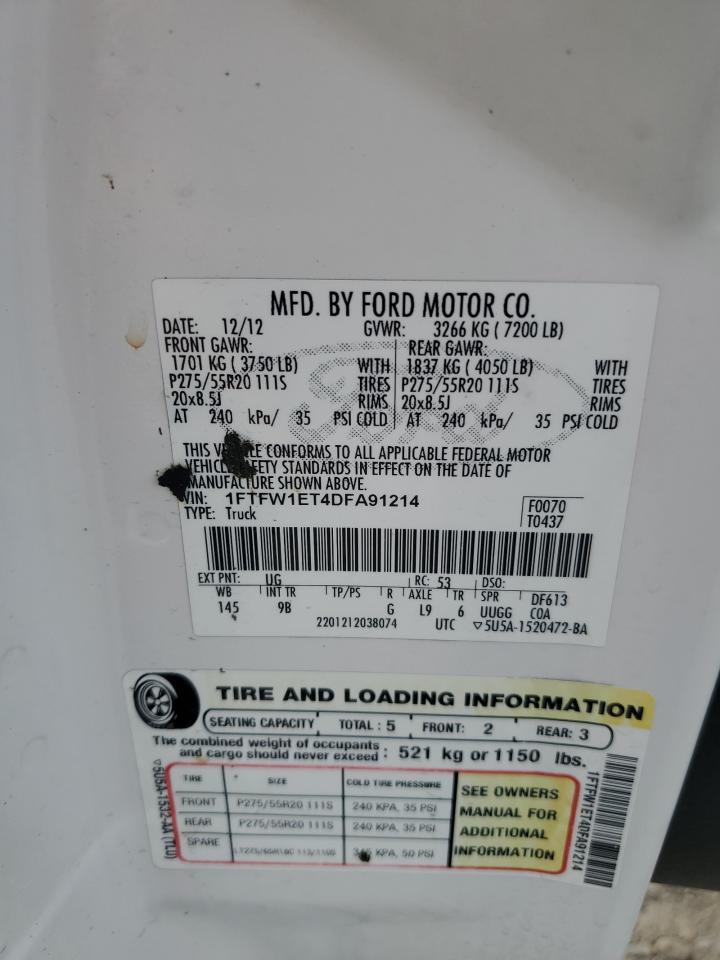 MFD. BY FORD MOTOR CO.
DATE: 12/12 GVWR: 3266 KG ( 7200 LB)
FRONT GAWR: REAR GAWR:
1701 KG ( 3750 LB) WITH 1837 KG ( 4050 LB) WITH
P275/55R20 111S TIRES P275/55R20 111S TIRES
20x8.5J RIMS 20x8.5J RIMS
AT 240 kPa/ 35 PSI COLD AT 240 kPa/ 35 PSI COLD
THIS CONFORMS TO ALL APPLICABLE FEDERAL MOTOR
VEHICLE SAFETY STANDARDS IN EFFECT ON THE DATE OF
MANUFACTURE SHOWN ABOVE.
VIN: 1FTFW1ET4DFA91214
TYPE: Truck
F0070
T0437
EXT PNT: UG RC: 53 DSO:
WB INT TR TP/PS R AXLE TR SPR DF613
145 9B G L9 6 UUGG COA
2201212038074 UTC ▽5U5A-1520472-BA
TIRE AND LOADING INFORMATION
SEATING CAPACITY TOTAL : 5 FRONT: 2 REAR: 3
The combined weight of occupants
and cargo should never exceed : 521 kg or 1150 lbs.
TIRE SIZE COLD TIRE PRESSURE
FRONT P275/55R20 111S 240 KPA, 35 PSI
REAR P275/55R20 111S 240 KPA, 35 PSI
SPARE KPA, 50 PSI
SEE OWNERS
MANUAL FOR
ADDITIONAL
INFORMATION
▽5U5A-1532-AA (TLU)
1FTFW1ET4DFA91214